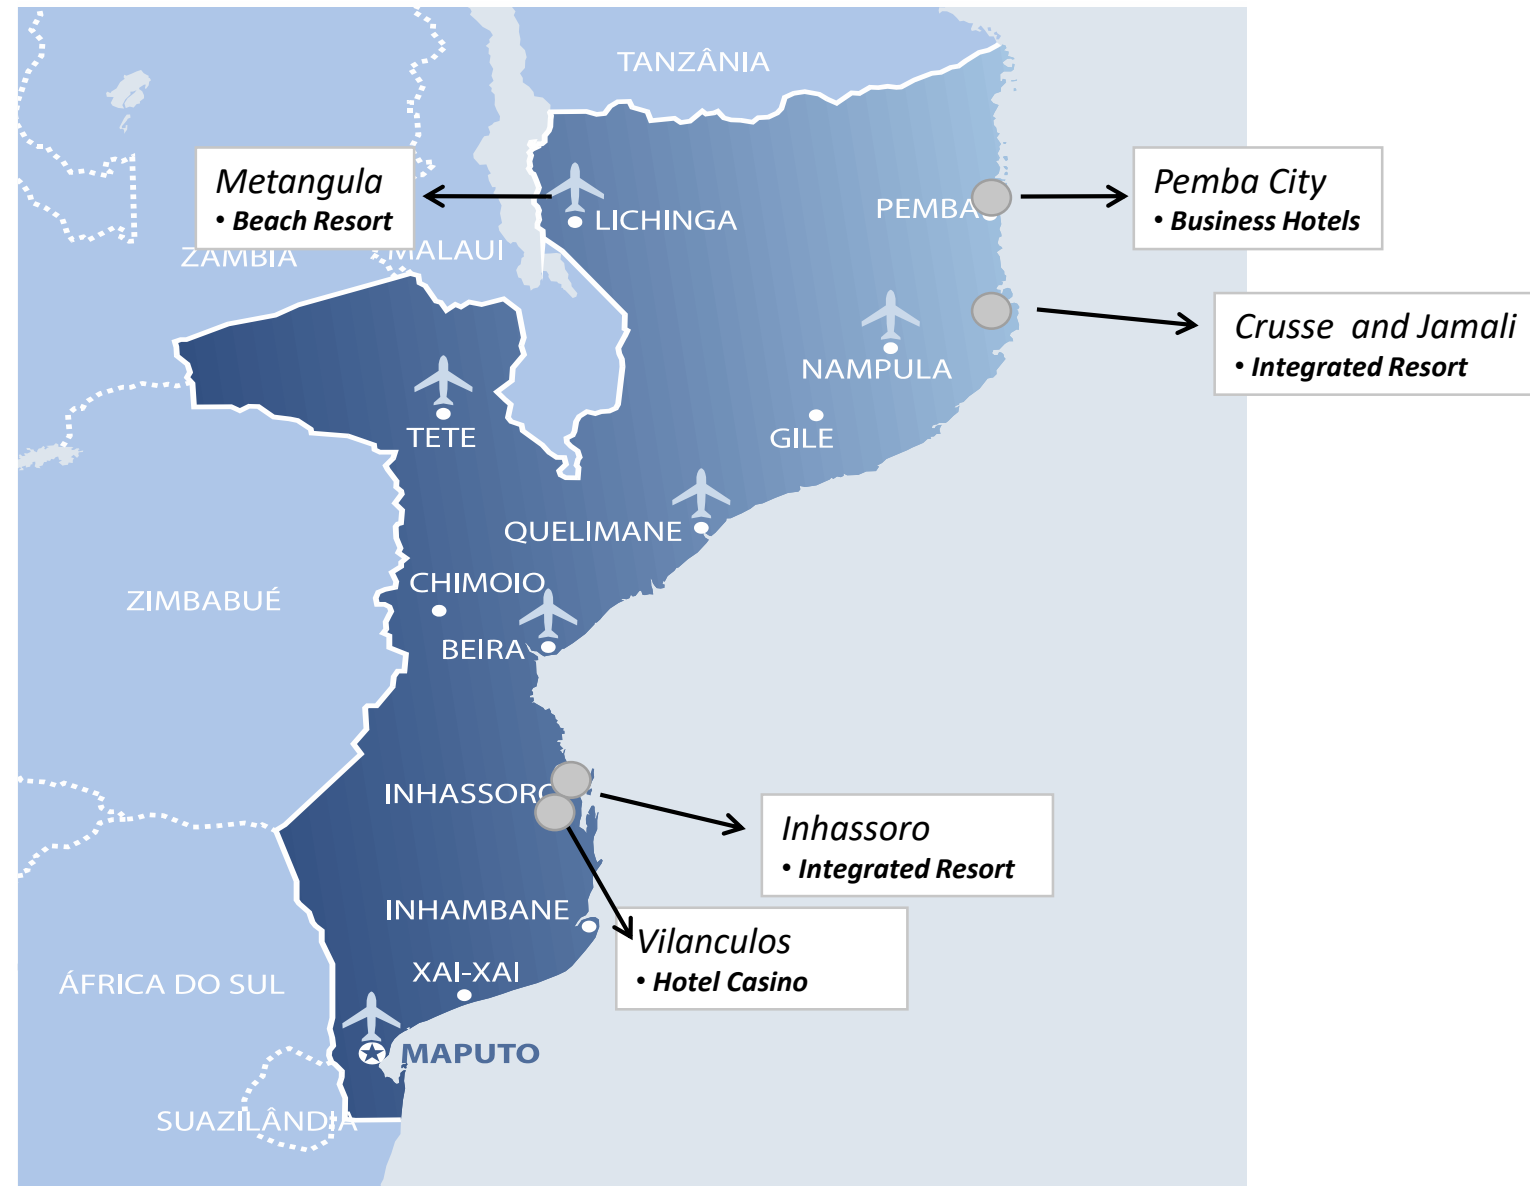 TANZÂNIA
Metangula
• Beach Resort
Pemba City
• Business Hotels
LICHINGA
PEMBA
ZÂMBIA
MALAUI
Crusse and Jamali
• Integrated Resort
NAMPULA
TETE
GILE
QUELIMANE
CHIMOIO
ZIMBABUÉ
BEIRA
INHASSORO
Inhassoro
• Integrated Resort
INHAMBANE
Vilanculos
• Hotel Casino
XAI-XAI
ÁFRICA DO SUL
MAPUTO
SUAZILÂNDIA